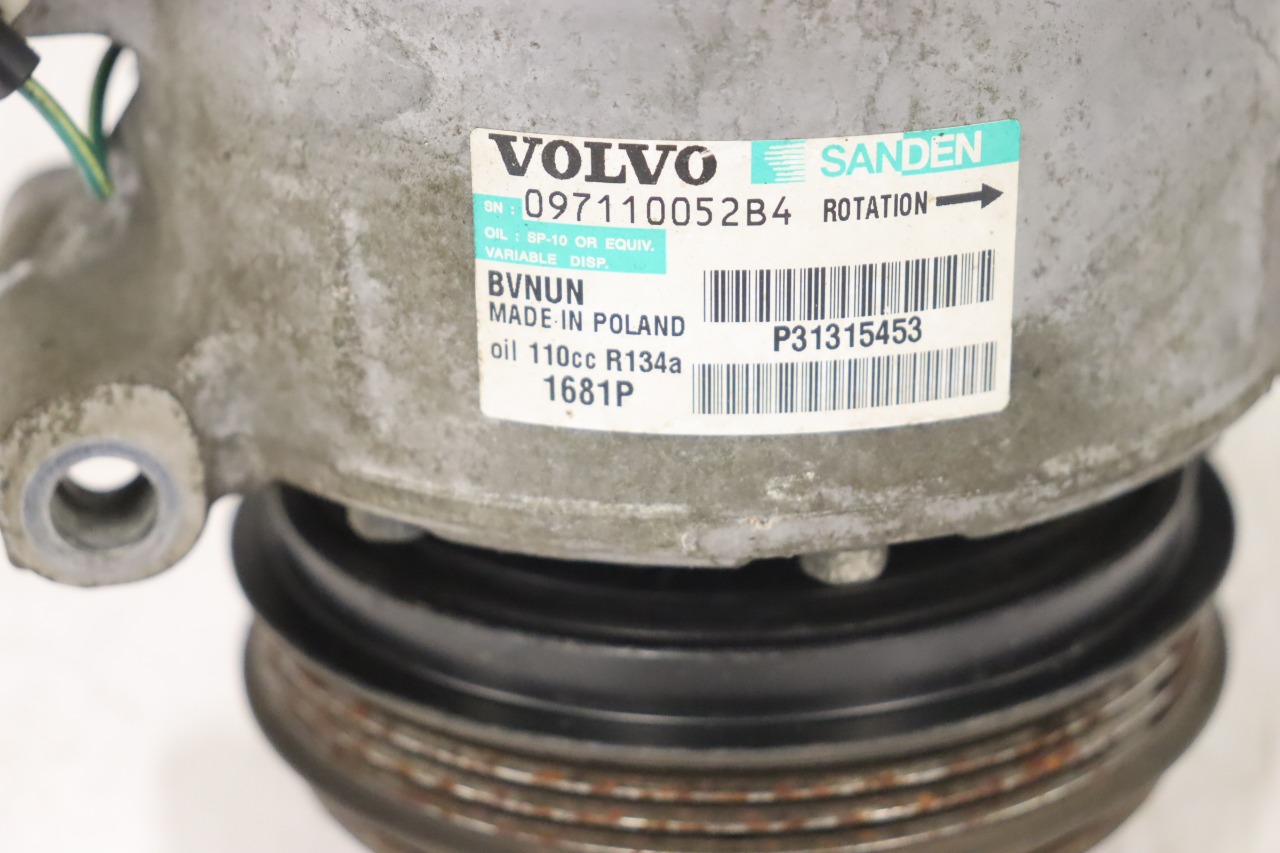 VOLVO SANDEN
SN : 097110052B4 ROTATION
OIL : SP-10 OR EQUIV.
VARIABLE DISP.
BVNUN
MADE IN POLAND
P31315453
oil 110cc R134a
1681P